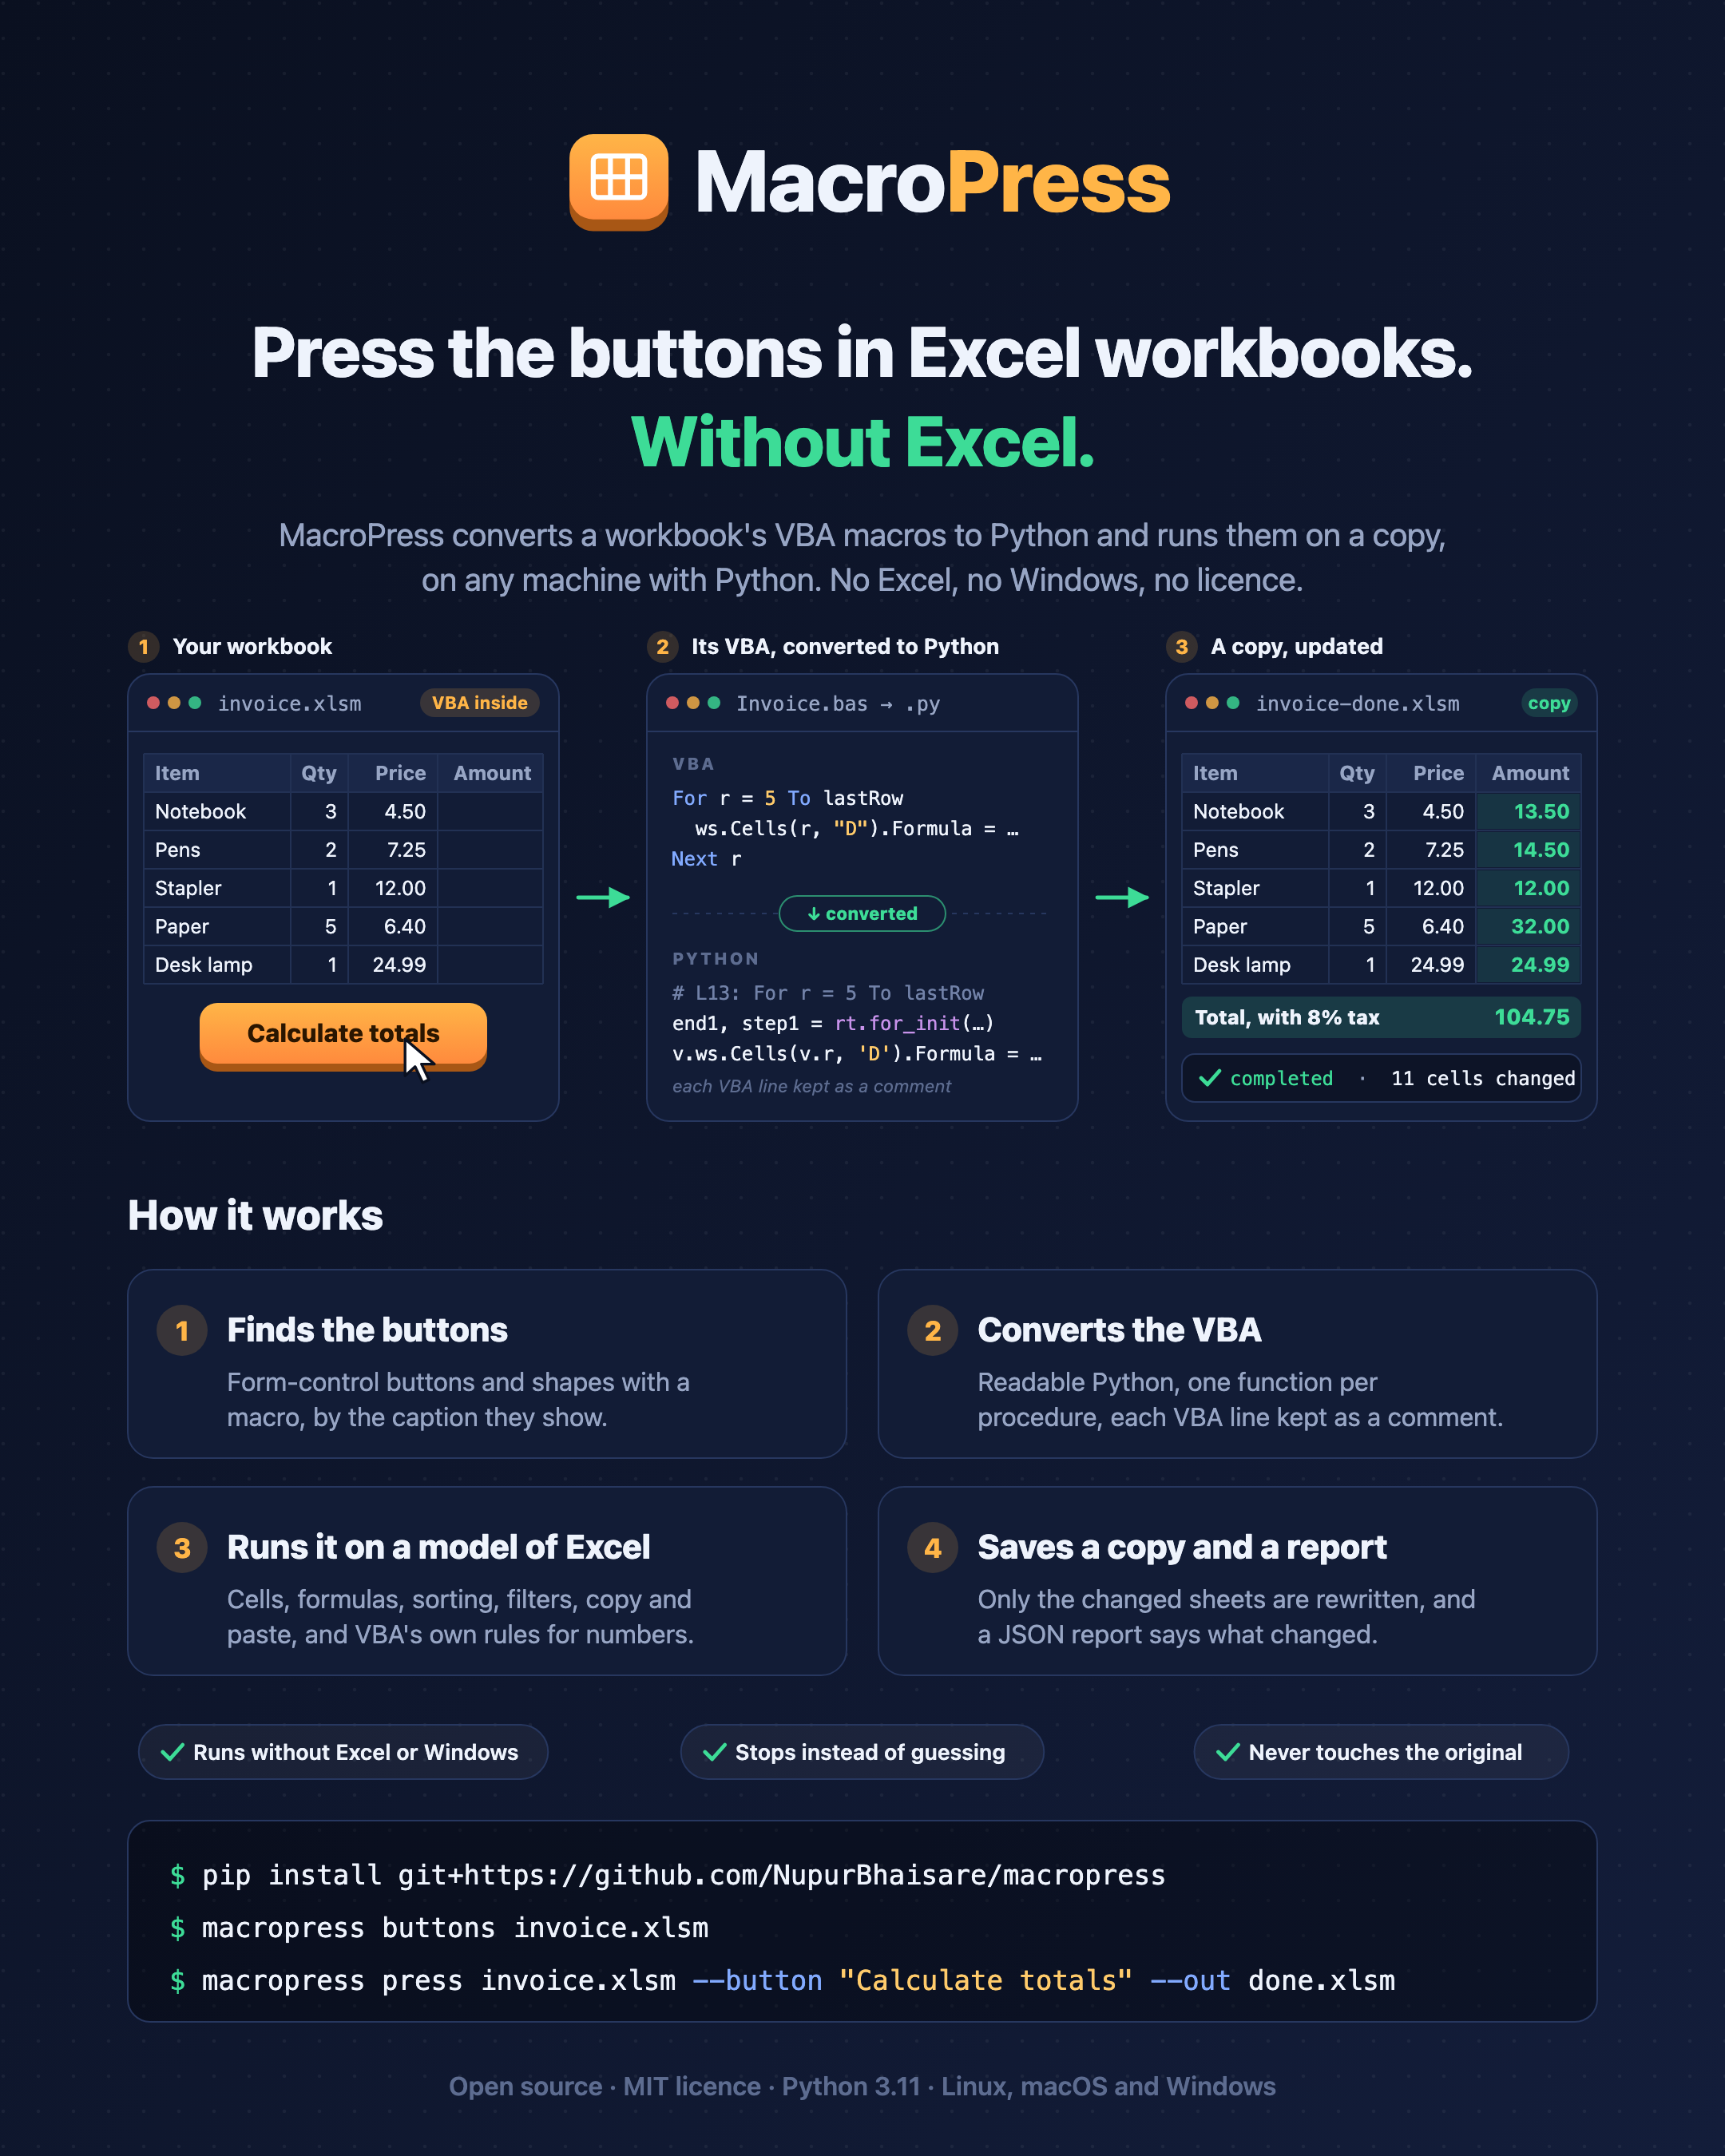 MacroPress
Press the buttons in Excel workbooks.
Without Excel.
MacroPress converts a workbook's VBA macros to Python and runs them on a copy,
on any machine with Python. No Excel, no Windows, no licence.
1 Your workbook
invoice.xlsm VBA inside
Item Qty Price Amount
Notebook 3 4.50
Pens 2 7.25
Stapler 1 12.00
Paper 5 6.40
Desk lamp 1 24.99
Calculate totals
2 Its VBA, converted to Python
Invoice.bas → .py
VBA
For r = 5 To lastRow
ws.Cells(r, "D").Formula = …
Next r
↓ converted
PYTHON
# L13: For r = 5 To lastRow
end1, step1 = rt.for_init(…)
v.ws.Cells(v.r, 'D').Formula = …
each VBA line kept as a comment
3 A copy, updated
invoice-done.xlsm copy
Item Qty Price Amount
Notebook 3 4.50 13.50
Pens 2 7.25 14.50
Stapler 1 12.00 12.00
Paper 5 6.40 32.00
Desk lamp 1 24.99 24.99
Total, with 8% tax 104.75
✓ completed · 11 cells changed
How it works
1 Finds the buttons
Form-control buttons and shapes with a
macro, by the caption they show.
2 Converts the VBA
Readable Python, one function per
procedure, each VBA line kept as a comment.
3 Runs it on a model of Excel
Cells, formulas, sorting, filters, copy and
paste, and VBA's own rules for numbers.
4 Saves a copy and a report
Only the changed sheets are rewritten, and
a JSON report says what changed.
✓ Runs without Excel or Windows
✓ Stops instead of guessing
✓ Never touches the original
$ pip install git+https://github.com/NupurBhaisare/macropress
$ macropress buttons invoice.xlsm
$ macropress press invoice.xlsm --button "Calculate totals" --out done.xlsm
Open source · MIT licence · Python 3.11 · Linux, macOS and Windows